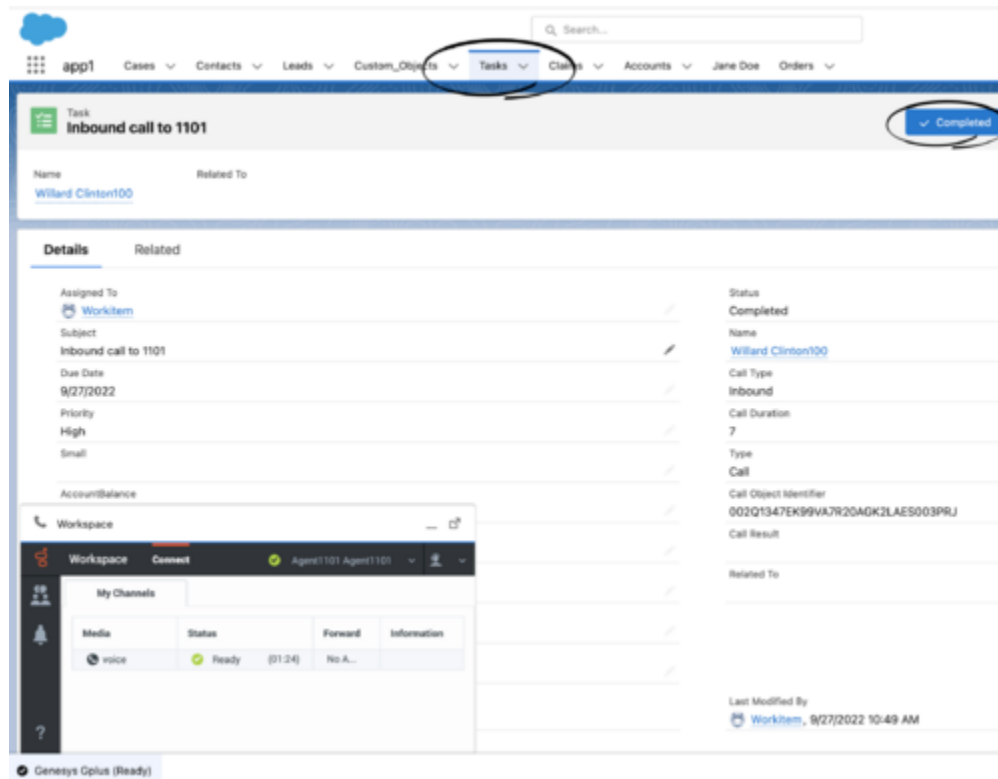 Search...
app1 Cases Contacts Leads Custom_Objects Tasks Claims Accounts Jane Doe Orders
Task
Inbound call to 1101
Completed
Name Related To
Willard Clinton100
Details Related
Assigned To
Workitem
Subject
Inbound call to 1101
Due Date
9/27/2022
Priority
High
Small
AccountBalance
Status
Completed
Name
Willard Clinton100
Call Type
Inbound
Call Duration
7
Type
Call
Call Object Identifier
002Q1347EK99VA7R20AGK2LAES003PRJ
Call Result
Related To
Last Modified By
Workitem, 9/27/2022 10:49 AM
Workspace
Workspace Connect Agent1101 Agent1101
My Channels
Media Status Forward Information
voice Ready (01:24) No A...
?
Genesys Gplus (Ready)